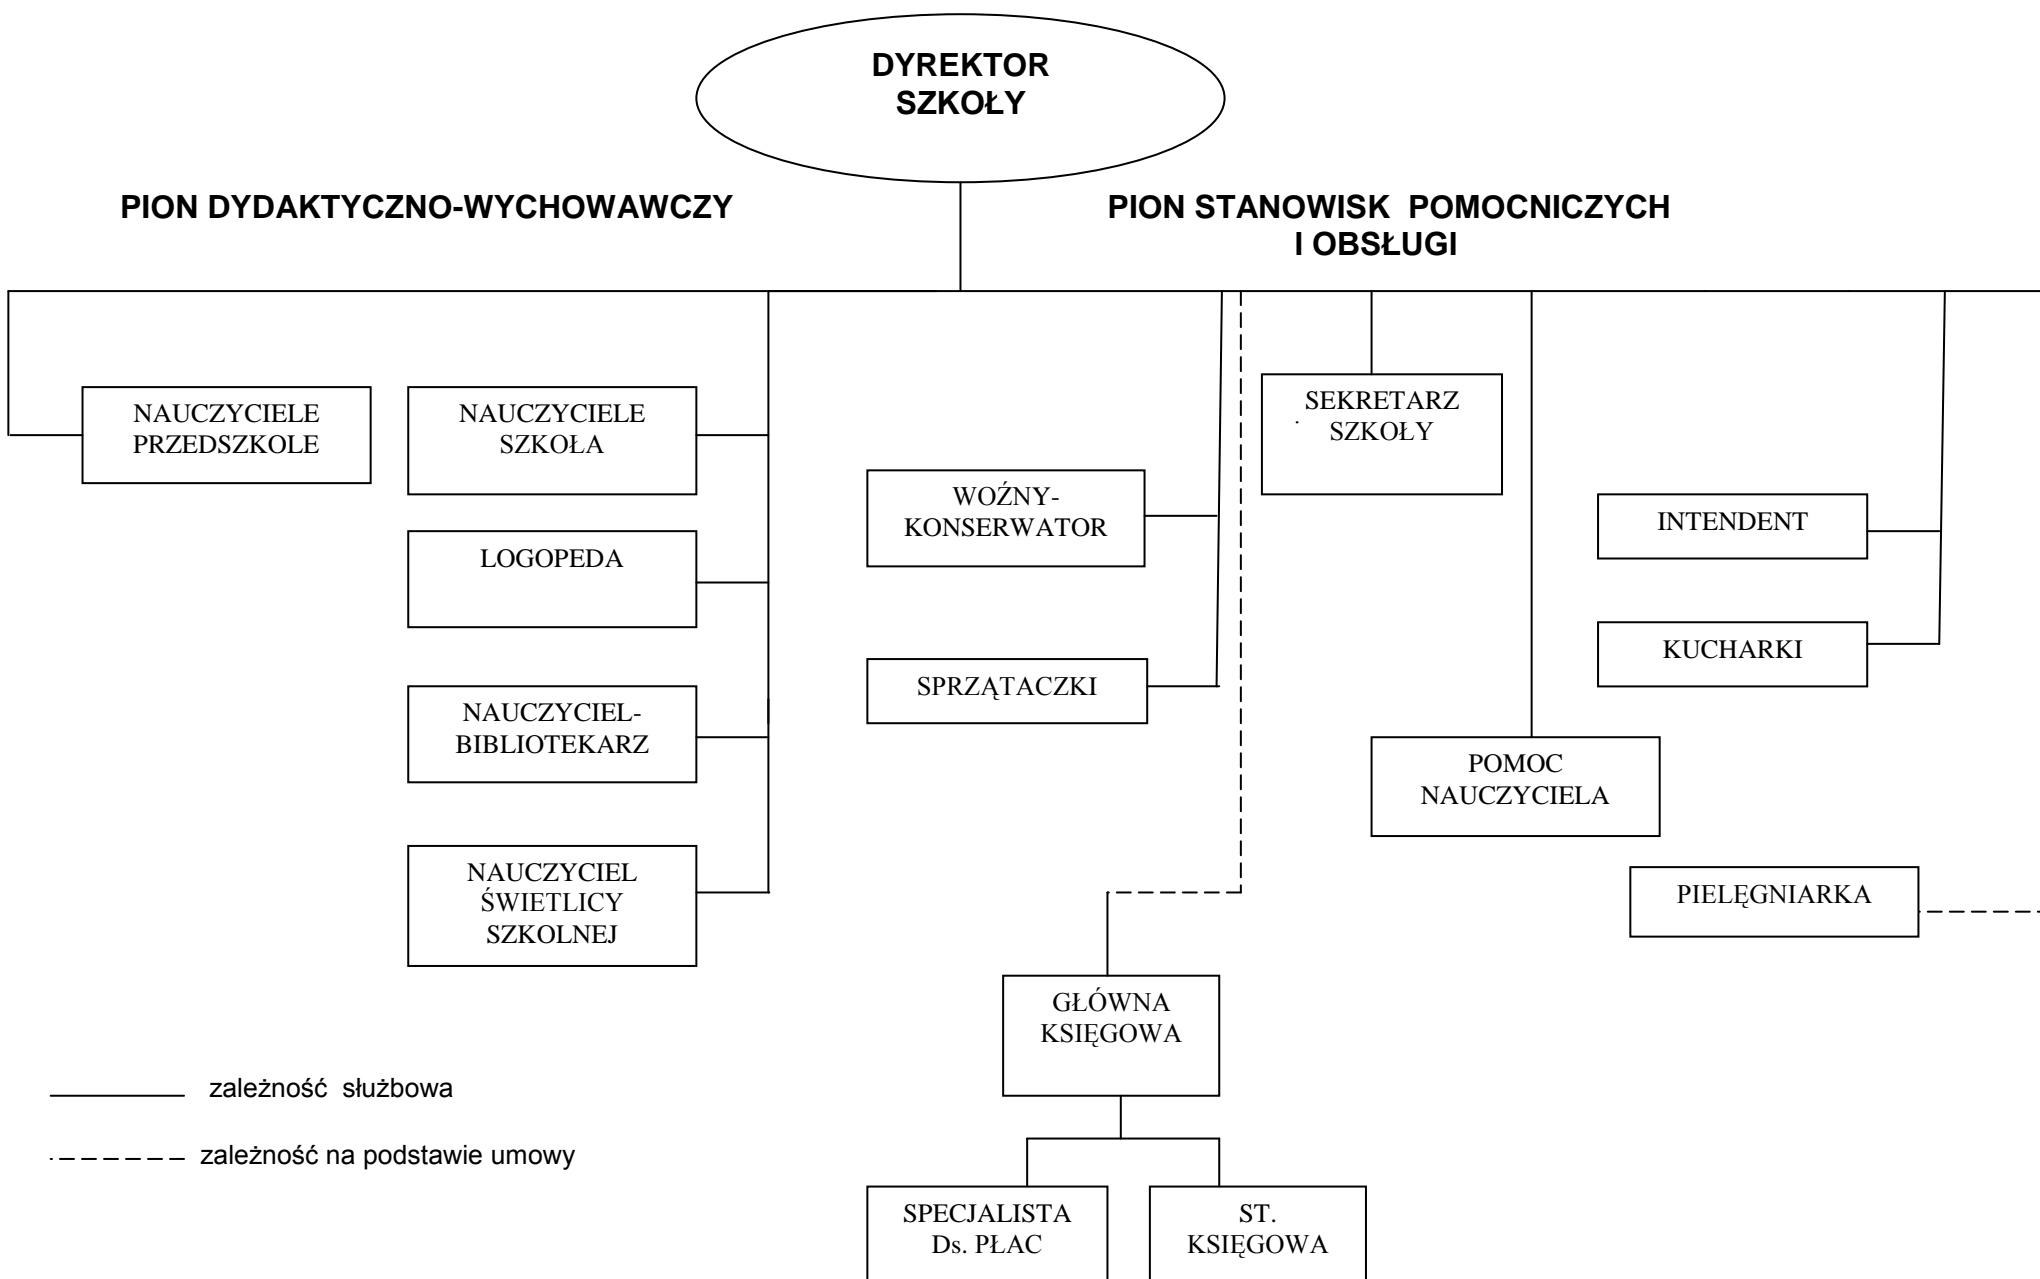 DYREKTOR
SZKOŁY
PION DYDAKTYCZNO-WYCHOWAWCZY
PION STANOWISK POMOCNICZYCH
I OBSŁUGI
NAUCZYCIELE
PRZEDSZKOLE
NAUCZYCIELE
SZKOŁA
LOGOPEDA
NAUCZYCIEL-
BIBLIOTEKARZ
NAUCZYCIEL
ŚWIETLICY
SZKOLNEJ
WOŹNY-
KONSERWATOR
SPRZĄTACZKI
SEKRETARZ
SZKOŁY
INTENDENT
KUCHARKI
POMOC
NAUCZYCIELA
PIELĘGNIARKA
GŁÓWNA
KSIĘGOWA
SPECJALISTA
Ds. PŁAC
ST.
KSIĘGOWA
zależność służbowa
zależność na podstawie umowy